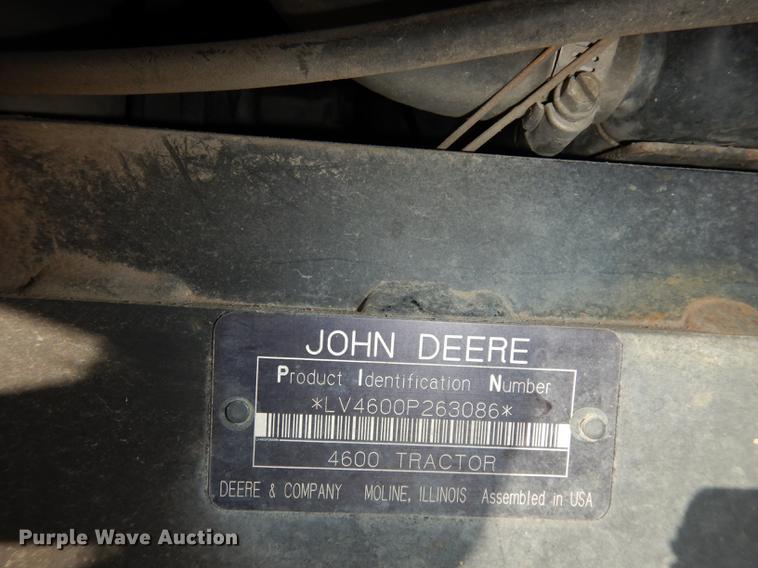 JOHN DEERE
Product Identification Number
*LV4600P263086*
4600 TRACTOR
DEERE & COMPANY MOLINE, ILLINOIS Assembled in USA
Purple Wave Auction